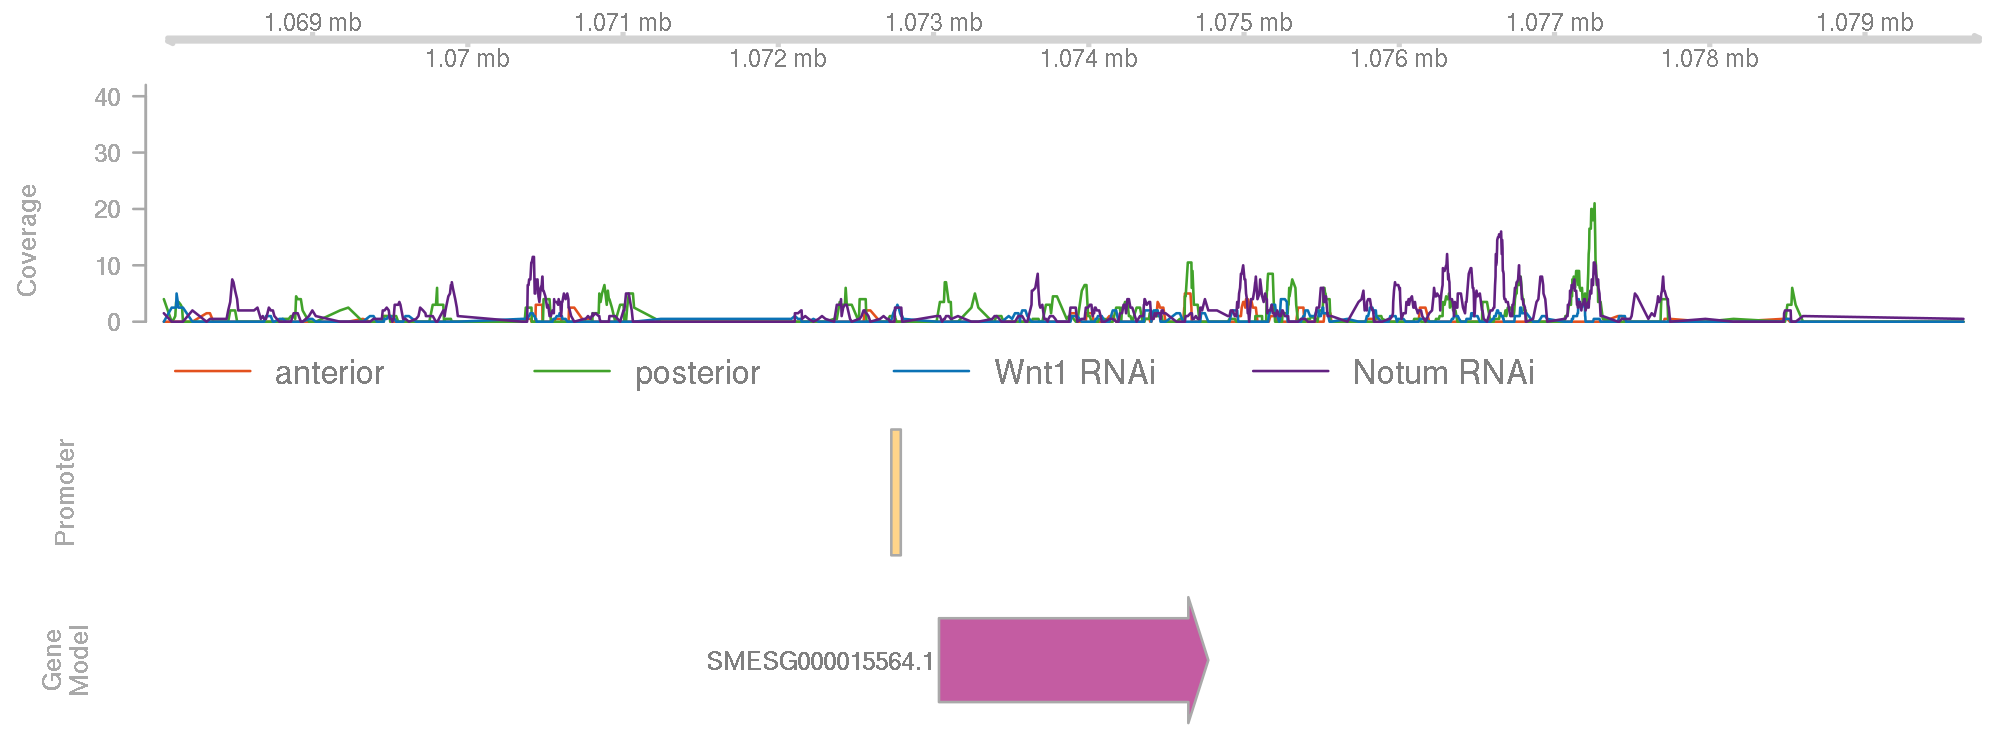 1.069 mb 1.071 mb 1.073 mb 1.075 mb 1.077 mb 1.079 mb
1.07 mb 1.072 mb 1.074 mb 1.076 mb 1.078 mb
Coverage
40
30
20
10
0
anterior posterior Wnt1 RNAi Notum RNAi
Promoter
Gene
Model
SMESG000015564.1